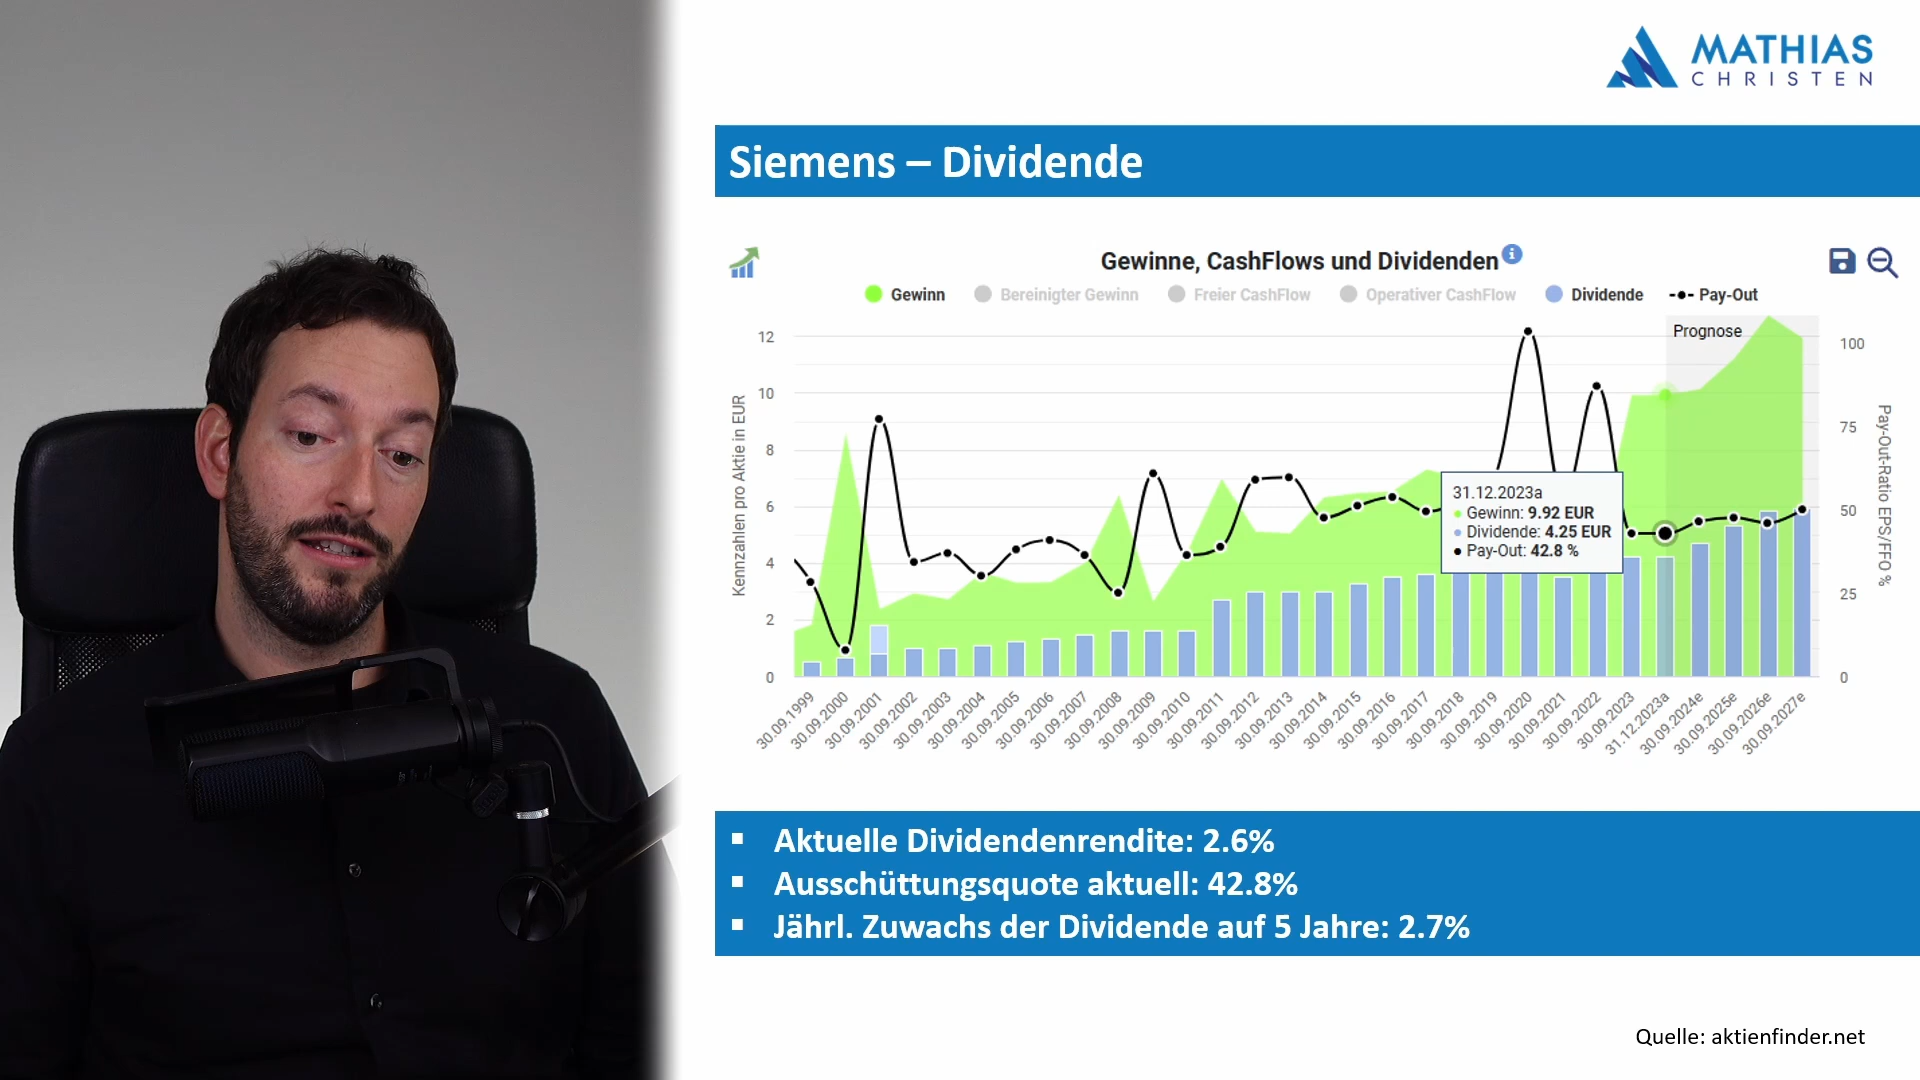 MATHIAS
CHRISTEN
Siemens – Dividende
Gewinne, CashFlows und Dividenden
Gewinn Bereinigter Gewinn Freier CashFlow Operativer CashFlow Dividende Pay-Out
Kennzahlen pro Aktie in EUR
12
10
8
6
4
2
0
Prognose
31.12.2023a
Gewinn: 9.92 EUR
Dividende: 4.25 EUR
Pay-Out: 42.8 %
100
75
50
25
0
Pay-Out-Ratio EPS/FFO %
30.09.1999
30.09.2000
30.09.2001
30.09.2002
30.09.2003
30.09.2004
30.09.2005
30.09.2006
30.09.2007
30.09.2008
30.09.2009
30.09.2010
30.09.2011
30.09.2012
30.09.2013
30.09.2014
30.09.2015
30.09.2016
30.09.2017
30.09.2018
30.09.2019
30.09.2020
30.09.2021
30.09.2022
30.09.2023
31.12.2023a
30.09.2024e
30.09.2025e
30.09.2026e
30.09.2027e
▪ Aktuelle Dividendenrendite: 2.6%
▪ Ausschüttungsquote aktuell: 42.8%
▪ Jährl. Zuwachs der Dividende auf 5 Jahre: 2.7%
Quelle: aktienfinder.net